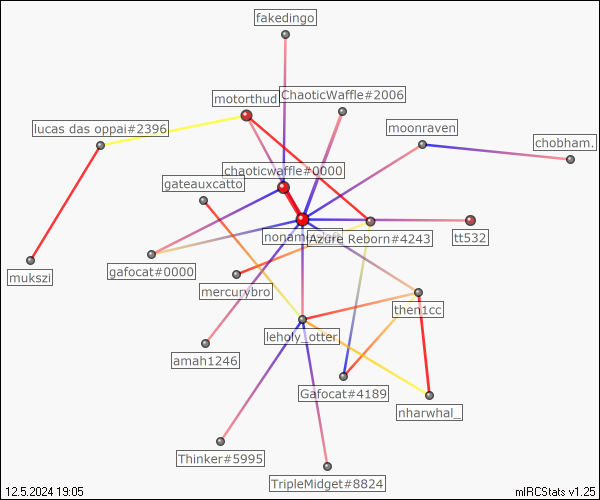 fakedingo
ChaoticWaffle#2006
motorthud
lucas das oppai#2396
moonraven
chobham.
chaoticwaffle#0000
gateauxcatto
Azure Reborn#4243
tt532
gafocat#0000
mukszi
mercurybro
then1cc
leholy_otter
amah1246
Gafocat#4189
nharwhal_
Thinker#5995
TripleMidget#8824
12.5.2024 19:05
mIRCStats v1.25